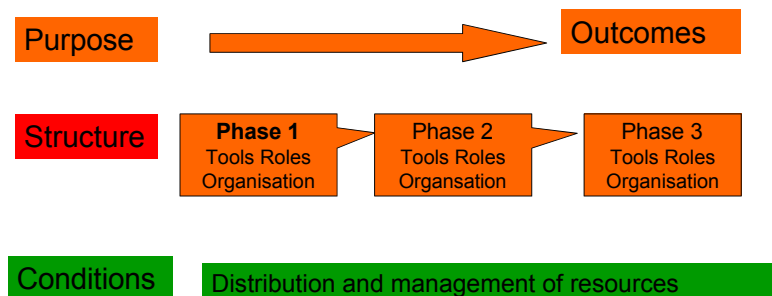 Purpose
Outcomes
Structure
Phase 1
Tools Roles
Organisation
Phase 2
Tools Roles
Organsation
Phase 3
Tools Roles
Organisation
Conditions
Distribution and management of resources